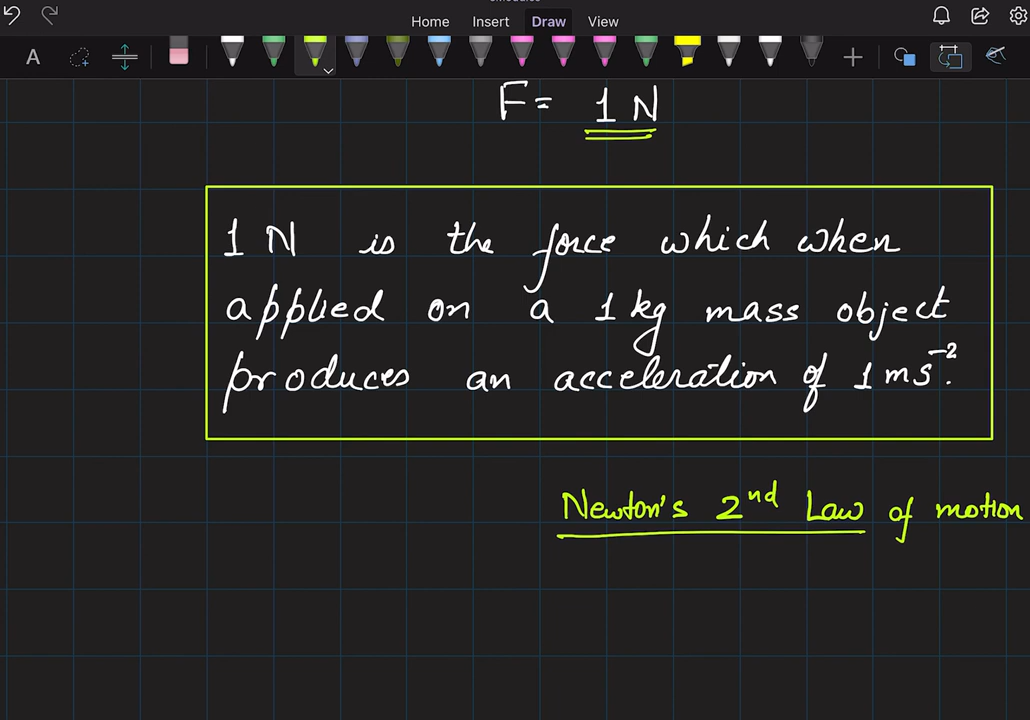 Home Insert Draw View
A
F = 1 N
1 N is the force which when
applied on a 1 kg mass object
produces an acceleration of 1 ms⁻².
Newton's 2nd Law of motion